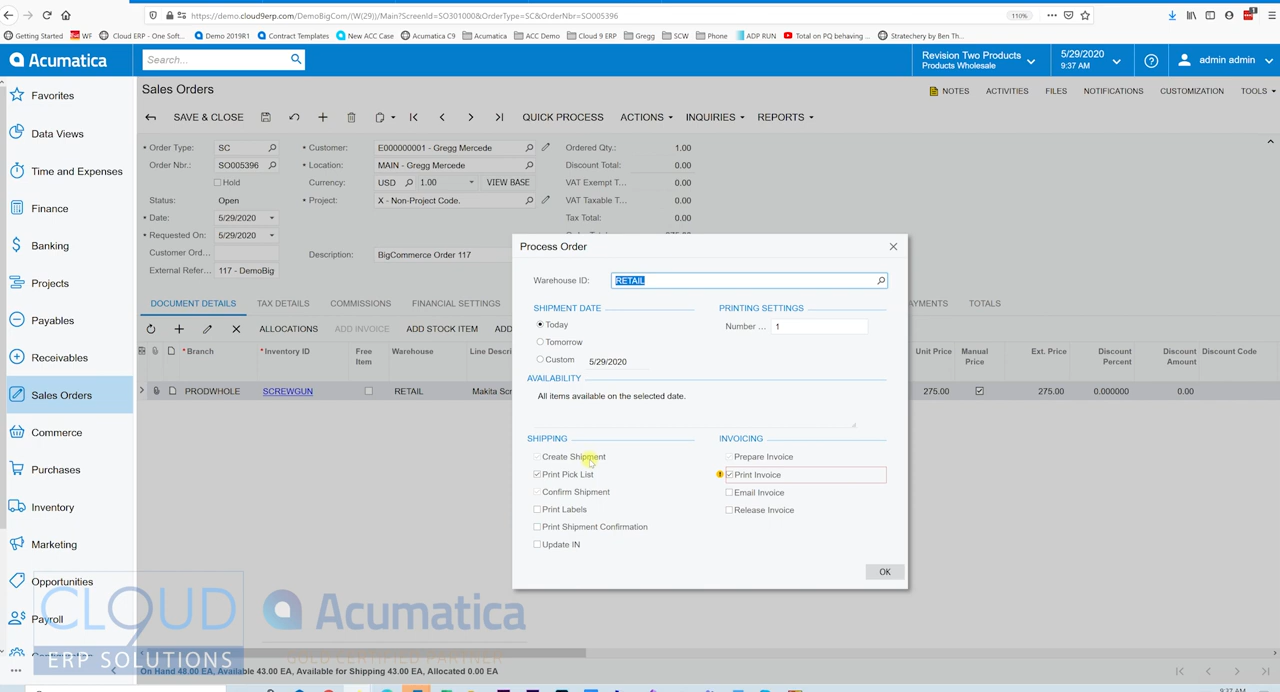 https://demo.cloud9erp.com/DemoBigCom/(W(29))/Main?ScreenId=SO301000&OrderType=SC&OrderNbr=SO005396
110%
Getting Started WF Cloud ERP - One Soft... Demo 2019R1 Contract Templates New ACC Case Acumatica C9 Acumatica ACC Demo Cloud 9 ERP Gregg SCW Phone ADP RUN Total on PQ behaving ... Stratechery by Ben Th...
Acumatica
Search...
Revision Two Products
Products Wholesale
5/29/2020
9:37 AM
admin admin
Favorites
Data Views
Time and Expenses
Finance
Banking
Projects
Payables
Receivables
Sales Orders
Commerce
Purchases
Inventory
Marketing
Opportunities
Payroll
Sales Orders
NOTES ACTIVITIES FILES NOTIFICATIONS CUSTOMIZATION TOOLS
SAVE & CLOSE QUICK PROCESS ACTIONS INQUIRIES REPORTS
Order Type: SC Customer: E000000001 - Gregg Mercede Ordered Qty.: 1.00
Order Nbr.: SO005396 Location: MAIN - Gregg Mercede Discount Total: 0.00
Hold Currency: USD 1.00 VIEW BASE VAT Exempt T... 0.00
Status: Open Project: X - Non-Project Code. VAT Taxable T... 0.00
Date: 5/29/2020 Tax Total: 0.00
Requested On: 5/29/2020
Customer Ord... Description: BigCommerce Order 117
External Refer... 117 - DemoBig
DOCUMENT DETAILS TAX DETAILS COMMISSIONS FINANCIAL SETTINGS TOTALS
ALLOCATIONS ADD INVOICE ADD STOCK ITEM ADD
Branch Inventory ID Free Item Warehouse Line Descri Unit Price Manual Price Ext. Price Discount Percent Discount Amount Discount Code
PRODWHOLE SCREWGUN RETAIL Makita Scr 275.00 275.00 0.000000 0.00
Process Order
Warehouse ID: RETAIL
SHIPMENT DATE PRINTING SETTINGS
Today Number ... 1
Tomorrow
Custom 5/29/2020
AVAILABILITY
All items available on the selected date.
SHIPPING INVOICING
Create Shipment Prepare Invoice
Print Pick List Print Invoice
Confirm Shipment Email Invoice
Print Labels Release Invoice
Print Shipment Confirmation
Update IN
OK
CLOUD 9
ERP SOLUTIONS
Acumatica
GOLD CERTIFIED PARTNER
On Hand 48.00 EA, Available 43.00 EA, Available for Shipping 43.00 EA, Allocated 0.00 EA
9:37 AM